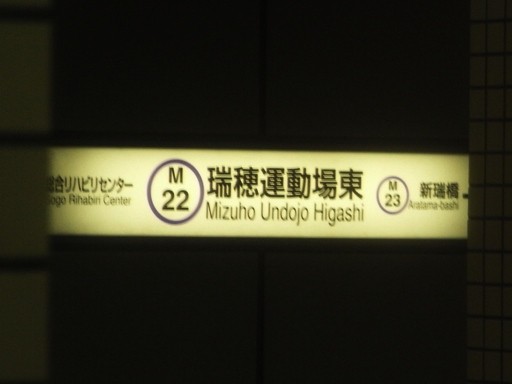 総合リハビリセンター
Sogo Rihabiri Center
M
22
瑞穂運動場東
Mizuho Undojo Higashi
M
23
新瑞橋
Aratama-bashi